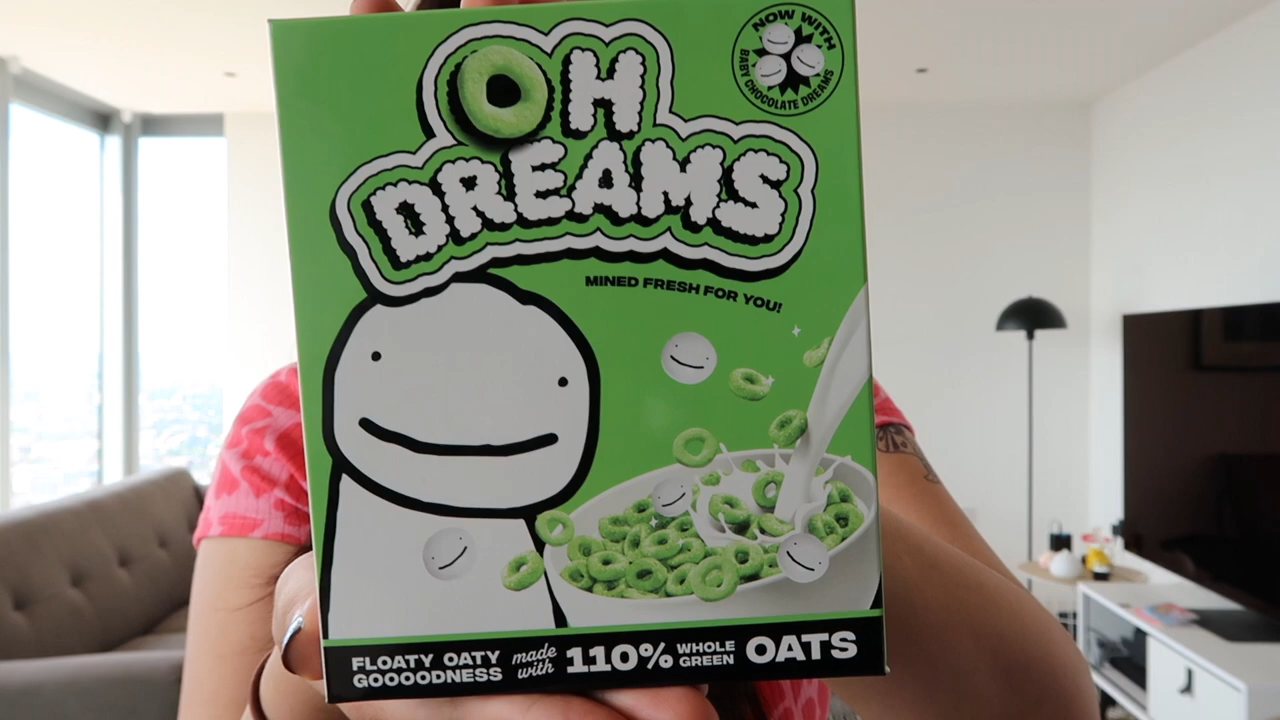 OH
DREAMS
NOW WITH
BABY CHOCOLATE DREAMS
MINED FRESH FOR YOU!
FLOATY OATY
GOOOODNESS
made
with
110%
WHOLE
GREEN
OATS